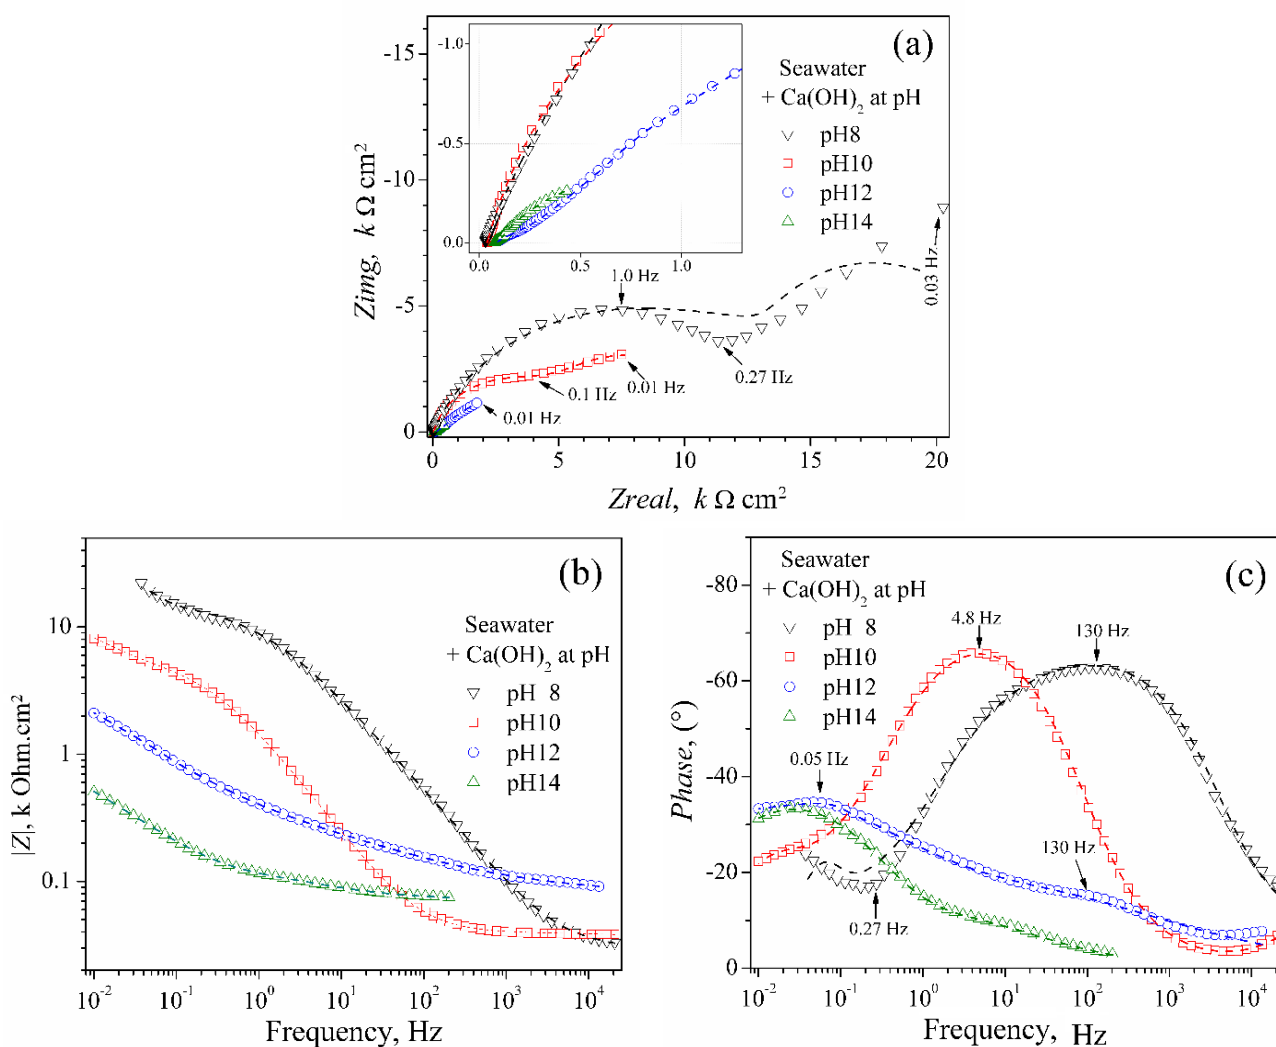 (a)
Seawater
+ Ca(OH)2 at pH
pH8
pH10
pH12
pH14
-15
-10
-5
0
Zimg, k Ω cm2
-1.0
-0.5
0.0
0.0 0.5 1.0
1.0 Hz
0.27 Hz
0.03 Hz
0.1 Hz
0.01 Hz
0.01 Hz
0 5 10 15 20
Zreal, k Ω cm2
(b)
Seawater
+ Ca(OH)2 at pH
pH 8
pH10
pH12
pH14
10
1
0.1
|Z|, k Ohm.cm2
10-2 10-1 100 101 102 103 104
Frequency, Hz
(c)
Seawater
+ Ca(OH)2 at pH
pH 8
pH10
pH12
pH14
-80
-60
-40
-20
0
Phase, (°)
4.8 Hz
130 Hz
0.05 Hz
130 Hz
0.27 Hz
10-2 10-1 100 101 102 103 104
Frequency, Hz